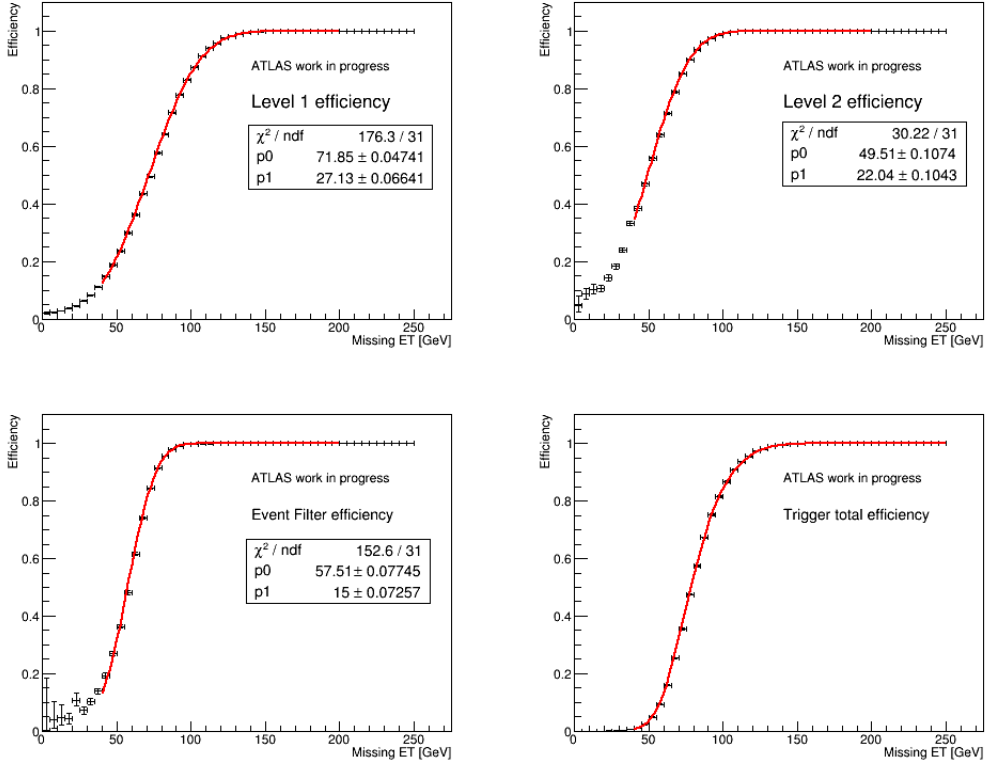 Efficiency
1
0.8
0.6
0.4
0.2
0
ATLAS work in progress
Level 1 efficiency
χ² / ndf 176.3 / 31
p0 71.85 ± 0.04741
p1 27.13 ± 0.06641
0 50 100 150 200 250
Missing ET [GeV]
Efficiency
1
0.8
0.6
0.4
0.2
0
ATLAS work in progress
Level 2 efficiency
χ² / ndf 30.22 / 31
p0 49.51 ± 0.1074
p1 22.04 ± 0.1043
0 50 100 150 200 250
Missing ET [GeV]
Efficiency
1
0.8
0.6
0.4
0.2
0
ATLAS work in progress
Event Filter efficiency
χ² / ndf 152.6 / 31
p0 57.51 ± 0.07745
p1 15 ± 0.07257
0 50 100 150 200 250
Missing ET [GeV]
Efficiency
1
0.8
0.6
0.4
0.2
0
ATLAS work in progress
Trigger total efficiency
0 50 100 150 200 250
Missing ET [GeV]